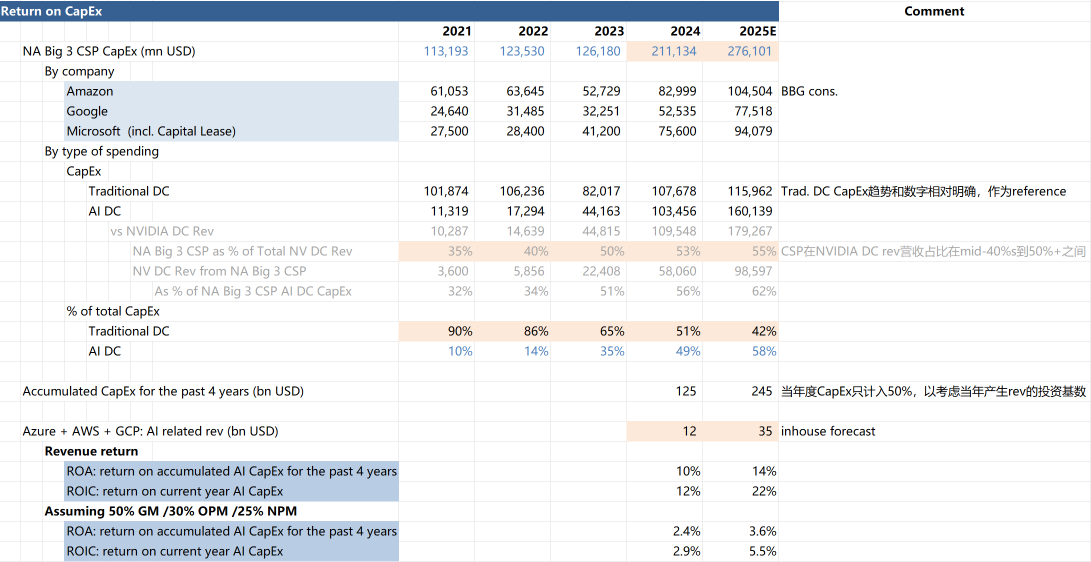 Return on CapEx Comment
2021 2022 2023 2024 2025E
NA Big 3 CSP CapEx (mn USD) 113,193 123,530 126,180 211,134 276,101
By company
Amazon 61,053 63,645 52,729 82,999 104,504 BBG cons.
Google 24,640 31,485 32,251 52,535 77,518
Microsoft (incl. Capital Lease) 27,500 28,400 41,200 75,600 94,079
By type of spending
CapEx
Traditional DC 101,874 106,236 82,017 107,678 115,962 Trad. DC CapEx趋势和数字相对明确，作为reference
AI DC 11,319 17,294 44,163 103,456 160,139
vs NVIDIA DC Rev 10,287 14,639 44,815 109,548 179,267
NA Big 3 CSP as % of Total NV DC Rev 35% 40% 50% 53% 55% CSP在NVIDIA DC rev营收占比在mid-40%s到50%+之间
NV DC Rev from NA Big 3 CSP 3,600 5,856 22,408 58,060 98,597
As % of NA Big 3 CSP AI DC CapEx 32% 34% 51% 56% 62%
% of total CapEx
Traditional DC 90% 86% 65% 51% 42%
AI DC 10% 14% 35% 49% 58%
Accumulated CapEx for the past 4 years (bn USD) 125 245 当年度CapEx只计入50%，以考虑当年产生rev的投资基数
Azure + AWS + GCP: AI related rev (bn USD) 12 35 inhouse forecast
Revenue return
ROA: return on accumulated AI CapEx for the past 4 years 10% 14%
ROIC: return on current year AI CapEx 12% 22%
Assuming 50% GM /30% OPM /25% NPM
ROA: return on accumulated AI CapEx for the past 4 years 2.4% 3.6%
ROIC: return on current year AI CapEx 2.9% 5.5%